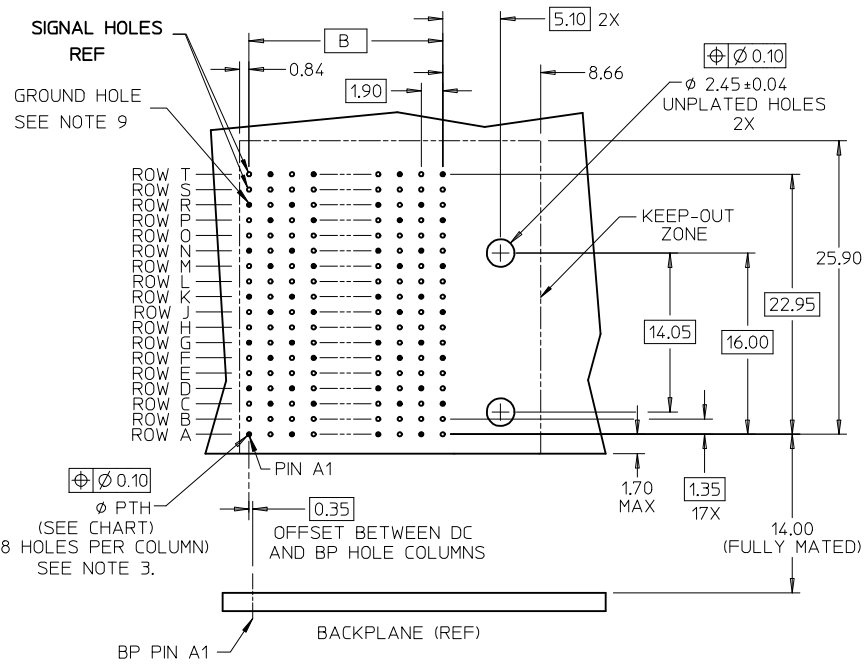 SIGNAL HOLES
REF
GROUND HOLE
SEE NOTE 9
B
0.84
1.90
5.10 2X
8.66
⌖ Ø 0.10
Ø 2.45±0.04
UNPLATED HOLES
2X
ROW T
ROW S
ROW R
ROW P
ROW O
ROW N
ROW M
ROW L
ROW K
ROW J
ROW H
ROW G
ROW F
ROW E
ROW D
ROW C
ROW B
ROW A
KEEP-OUT
ZONE
25.90
22.95
14.05
16.00
PIN A1
⌖ Ø 0.10
Ø PTH
(SEE CHART)
8 HOLES PER COLUMN)
SEE NOTE 3.
0.35
OFFSET BETWEEN DC
AND BP HOLE COLUMNS
1.70
MAX
1.35
17X
14.00
(FULLY MATED)
BACKPLANE (REF)
BP PIN A1